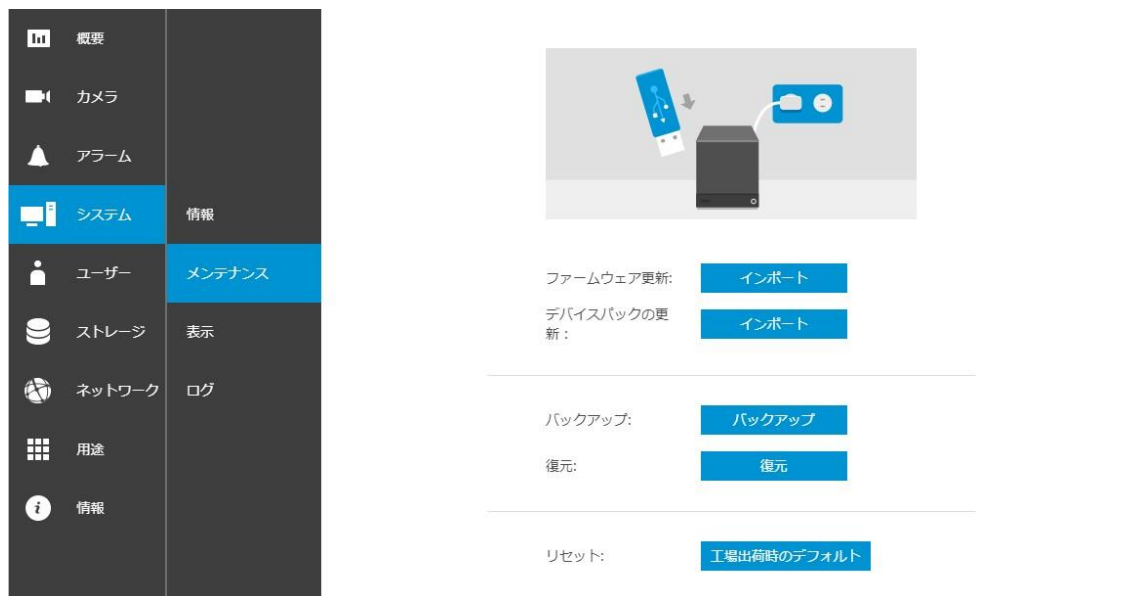 概要
カメラ
アラーム
システム
ユーザー
ストレージ
ネットワーク
用途
情報
情報
メンテナンス
表示
ログ
ファームウェア更新:
インポート
デバイスパックの更
新：
インポート
バックアップ:
バックアップ
復元:
復元
リセット:
工場出荷時のデフォルト